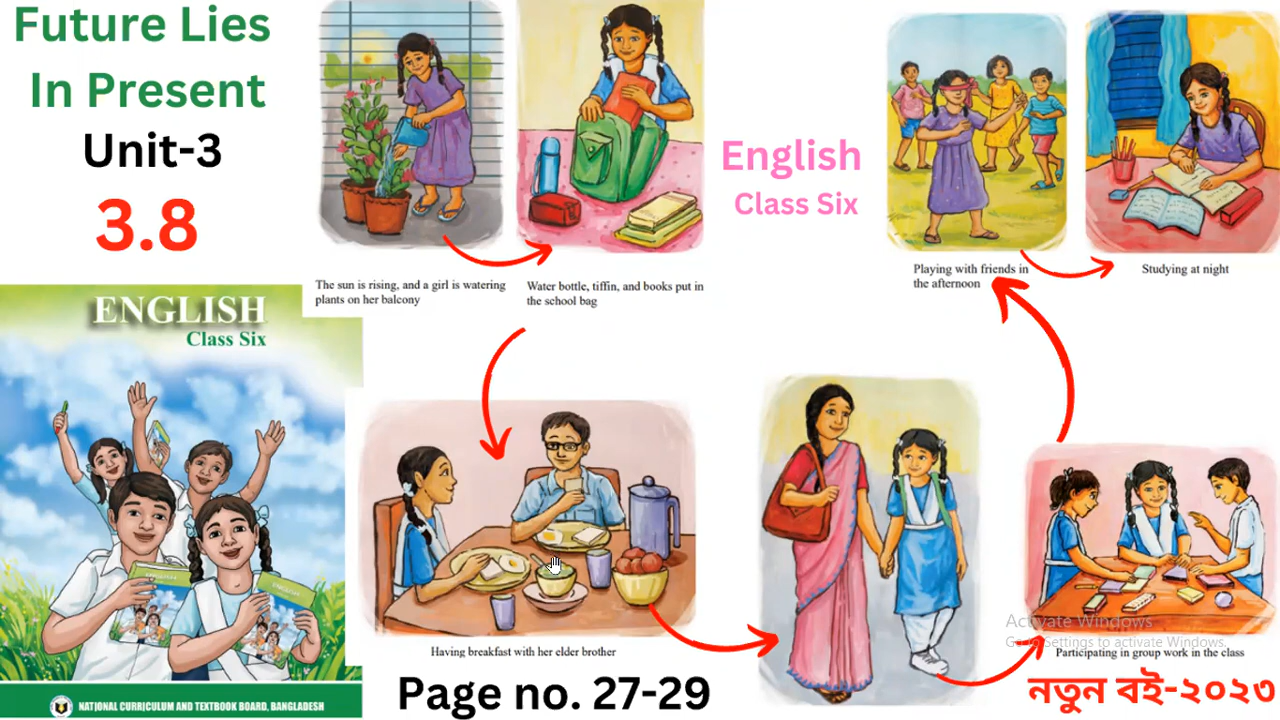 Future Lies
In Present
Unit-3
3.8
English
Class Six
The sun is rising, and a girl is watering
plants on her balcony
Water bottle, tiffin, and books put in
the school bag
Playing with friends in
the afternoon
Studying at night
ENGLISH
Class Six
NATIONAL CURRICULUM AND TEXTBOOK BOARD, BANGLADESH
Having breakfast with her elder brother
Page no. 27-29
Activate Windows
Go to Settings to activate Windows.
Participating in group work in the class
নতুন বই-২০২৩